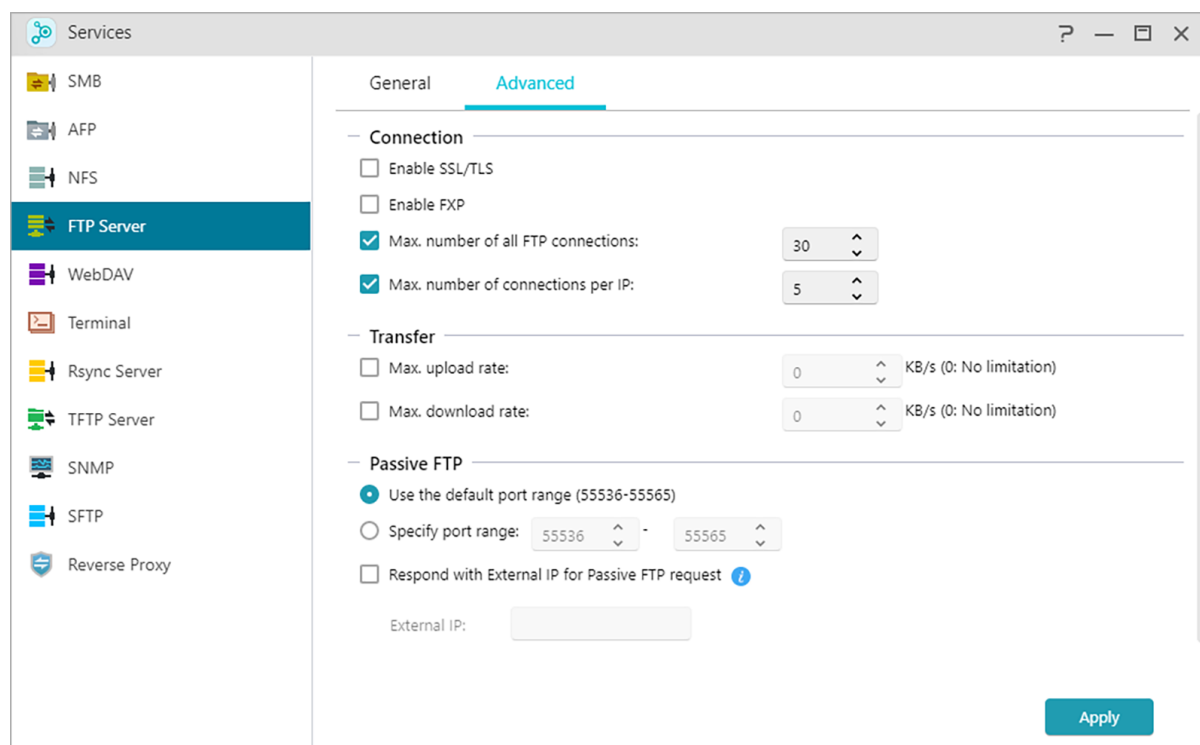 Services
SMB
AFP
NFS
FTP Server
WebDAV
Terminal
Rsync Server
TFTP Server
SNMP
SFTP
Reverse Proxy
General Advanced
Connection
Enable SSL/TLS
Enable FXP
Max. number of all FTP connections: 30
Max. number of connections per IP: 5
Transfer
Max. upload rate: 0 KB/s (0: No limitation)
Max. download rate: 0 KB/s (0: No limitation)
Passive FTP
Use the default port range (55536-55565)
Specify port range: 55536 - 55565
Respond with External IP for Passive FTP request
External IP:
Apply